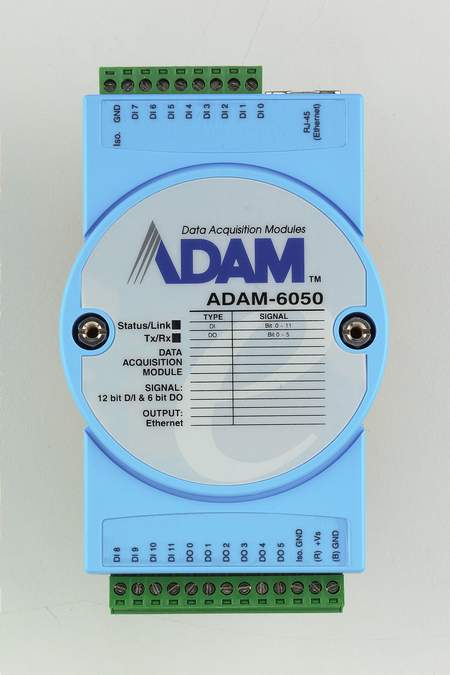 Iso. GND
DI 7
DI 6
DI 5
DI 4
DI 3
DI 2
DI 1
DI 0
RJ-45
(Ethernet)
Data Acquisition Modules
ADAM™
ADAM-6050
TYPE SIGNAL
DI Bit 0 ~ 11
DO Bit 0 ~ 5
Status/Link
Tx/Rx
DATA
ACQUISITION
MODULE
SIGNAL:
12 bit D/I & 6 bit DO
OUTPUT:
Ethernet
DI 8
DI 9
DI 10
DI 11
DO 0
DO 1
DO 2
DO 3
DO 4
DO 5
Iso. GND
(R) +Vs
(B) GND